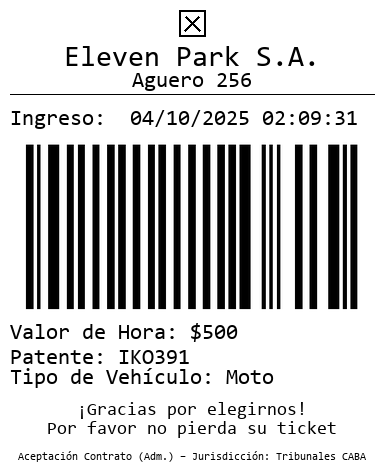 Eleven Park S.A.
Aguero 256
Ingreso: 04/10/2025 02:09:31
Valor de Hora: $500
Patente: IKO391
Tipo de Vehículo: Moto
¡Gracias por elegirnos!
Por favor no pierda su ticket
Aceptación Contrato (Adm.) – Jurisdicción: Tribunales CABA